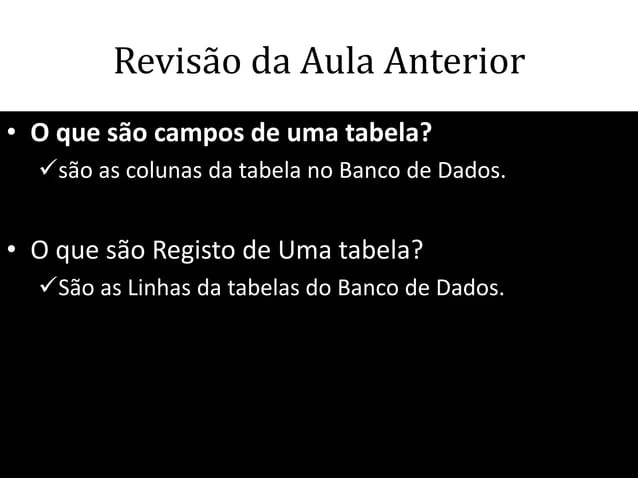 Revisão da Aula Anterior
• O que são campos de uma tabela?
✓são as colunas da tabela no Banco de Dados.
• O que são Registo de Uma tabela?
✓São as Linhas da tabelas do Banco de Dados.